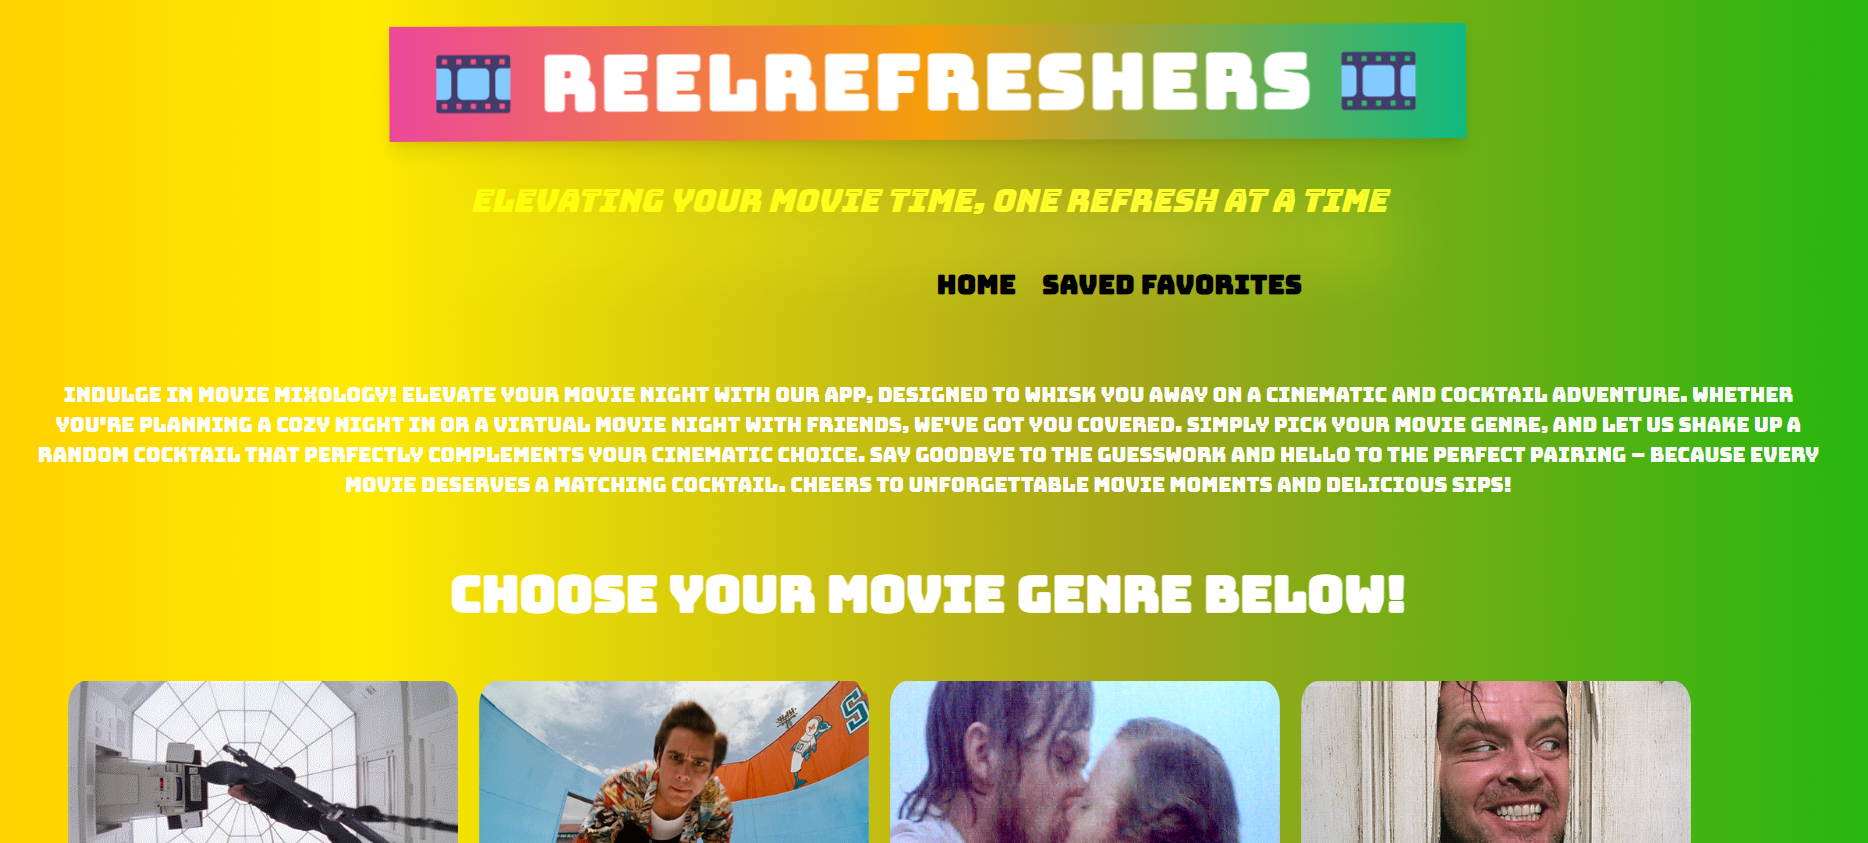 REELREFRESHERS
ELEVATING YOUR MOVIE TIME, ONE REFRESH AT A TIME
HOME SAVED FAVORITES
INDULGE IN MOVIE MIXOLOGY! ELEVATE YOUR MOVIE NIGHT WITH OUR APP, DESIGNED TO WHISK YOU AWAY ON A CINEMATIC AND COCKTAIL ADVENTURE. WHETHER
YOU'RE PLANNING A COZY NIGHT IN OR A VIRTUAL MOVIE NIGHT WITH FRIENDS, WE'VE GOT YOU COVERED. SIMPLY PICK YOUR MOVIE GENRE, AND LET US SHAKE UP A
RANDOM COCKTAIL THAT PERFECTLY COMPLEMENTS YOUR CINEMATIC CHOICE. SAY GOODBYE TO THE GUESSWORK AND HELLO TO THE PERFECT PAIRING – BECAUSE EVERY
MOVIE DESERVES A MATCHING COCKTAIL. CHEERS TO UNFORGETTABLE MOVIE MOMENTS AND DELICIOUS SIPS!
CHOOSE YOUR MOVIE GENRE BELOW!
S